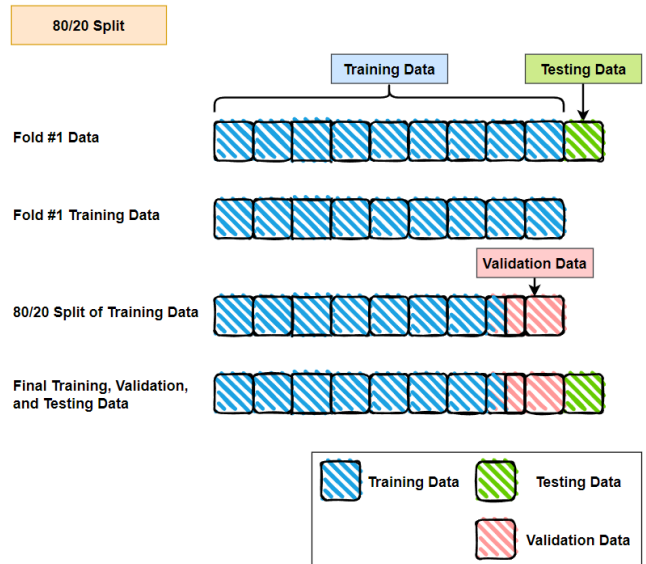 80/20 Split
Training Data
Testing Data
Fold #1 Data
Fold #1 Training Data
Validation Data
80/20 Split of Training Data
Final Training, Validation,
and Testing Data
Training Data
Testing Data
Validation Data